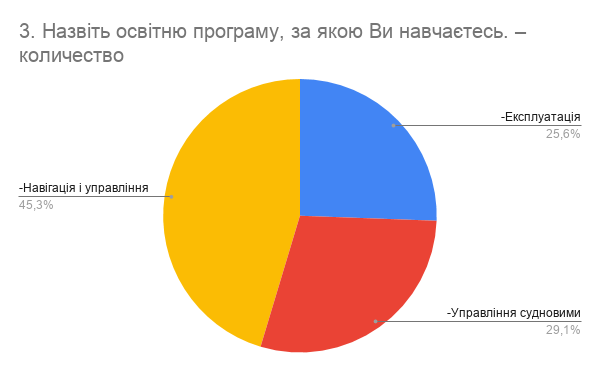 3. Назвіть освітню програму, за якою Ви навчаєтесь. –
количество
-Експлуатація
25,6%
-Навігація і управління
45,3%
-Управління судновими
29,1%